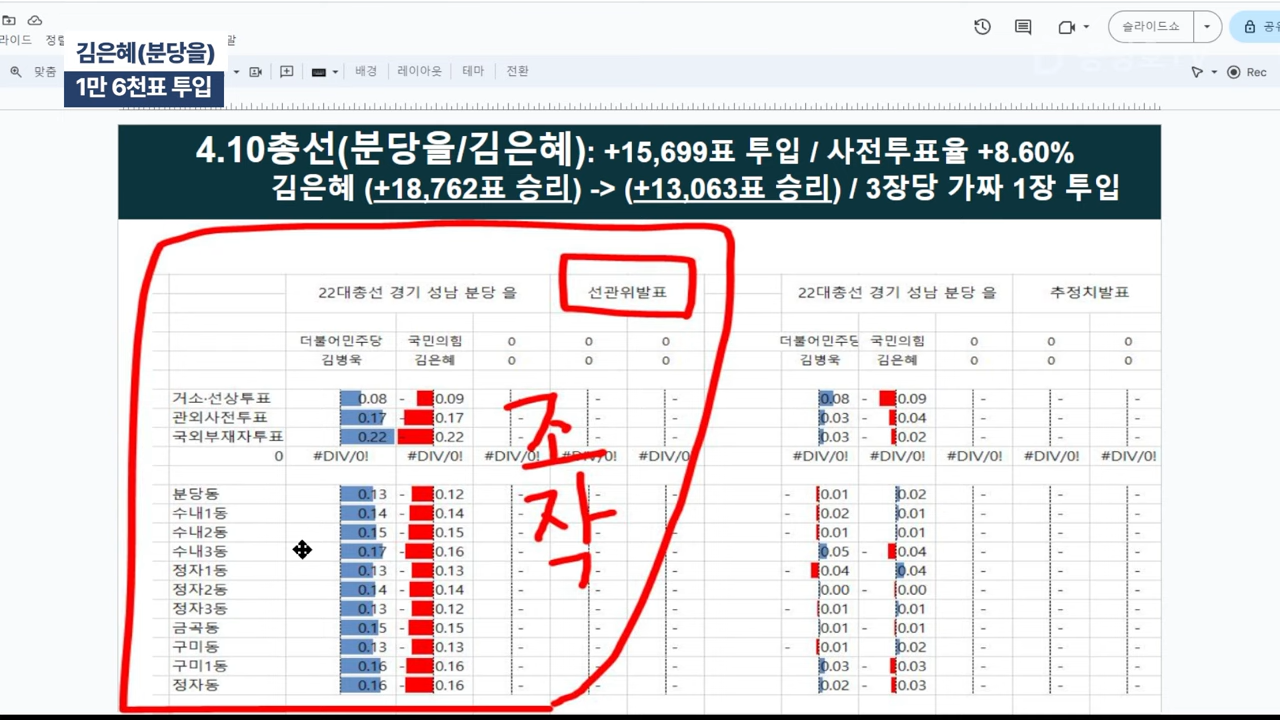 슬라이드쇼
라이드
정렬
말
김은혜(분당을)
1만 6천표 투입
맞춤
배경
레이아웃
테마
전환
Rec
4.10총선(분당을/김은혜): +15,699표 투입 / 사전투표율 +8.60%
김은혜 (+18,762표 승리) -> (+13,063표 승리) / 3장당 가짜 1장 투입
22대총선 경기 성남 분당 을 선관위발표 22대총선 경기 성남 분당 을 추정치발표
더불어민주당 국민의힘 0 0 0 더불어민주당 국민의힘 0 0 0
김병욱 김은혜 0 0 0 김병욱 김은혜 0 0 0
거소·선상투표 0.08 - 0.09 - - - 0.08 - 0.09 - - -
관외사전투표 0.17 - 0.17 - - - 0.03 - 0.04 - - -
국외부재자투표 0.22 - 0.22 - - - 0.03 - 0.02 - - -
0 #DIV/0! #DIV/0! #DIV/0! #DIV/0! #DIV/0! #DIV/0! #DIV/0! #DIV/0! #DIV/0! #DIV/0!
분당동 0.13 - 0.12 - - - - 0.01 0.02 - - -
수내1동 0.14 - 0.14 - - - - 0.02 0.01 - - -
수내2동 0.15 - 0.15 - - - - 0.01 0.01 - - -
수내3동 0.17 - 0.16 - - - 0.05 - 0.04 - - -
정자1동 0.13 - 0.13 - - - - 0.04 0.04 - - -
정자2동 0.14 - 0.14 - - - 0.00 - 0.00 - - -
정자3동 0.13 - 0.12 - - - - 0.01 0.01 - - -
금곡동 0.15 - 0.15 - - - 0.01 - 0.01 - - -
구미동 0.13 - 0.13 - - - - 0.01 0.02 - - -
구미1동 0.16 - 0.16 - - - 0.03 - 0.03 - - -
정자동 0.16 - 0.16 - - - 0.02 - 0.03 - - -
조작